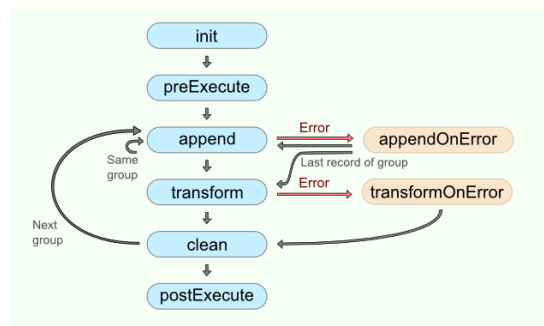 init
preExecute
Error
append
appendOnError
Same
group
Last record of group
Error
transform
transformOnError
Next
group
clean
postExecute